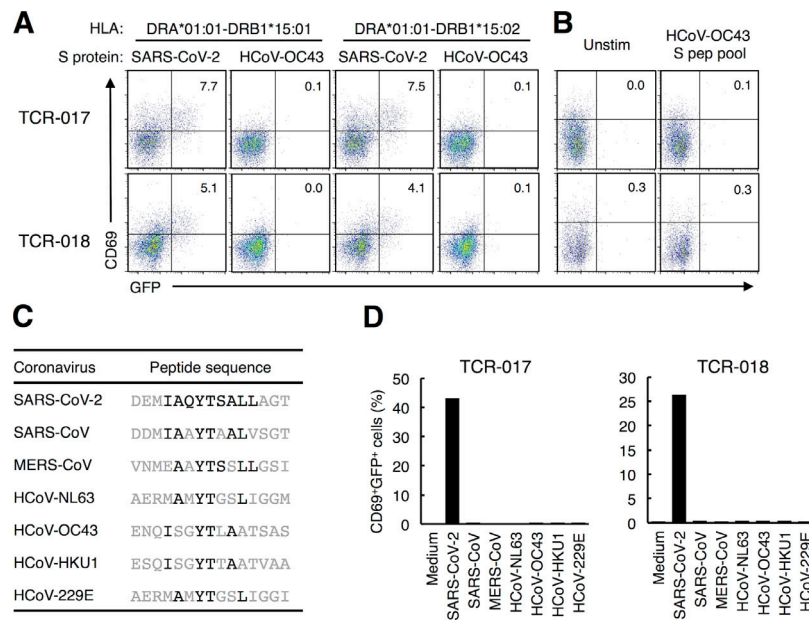 A
HLA: DRA*01:01-DRB1*15:01 DRA*01:01-DRB1*15:02
S protein: SARS-CoV-2 HCoV-OC43 SARS-CoV-2 HCoV-OC43
TCR-017 7.7 0.1 7.5 0.1
TCR-018 5.1 0.0 4.1 0.1
CD69
GFP
B
Unstim HCoV-OC43
S pep pool
0.0 0.1
0.3 0.3
C
Coronavirus Peptide sequence
SARS-CoV-2 DEMIAQYTSALLAGT
SARS-CoV DDMIAAYTAALVSGT
MERS-CoV VNMEAAYTSSLLGSI
HCoV-NL63 AERMAMYTGSLIGGM
HCoV-OC43 ENQISGYTLAATSAS
HCoV-HKU1 ESQISGYTTAATVAA
HCoV-229E AERMAMYTGSLIGGI
D
TCR-017
CD69+GFP+ cells (%)
50
40
30
20
10
0
Medium
SARS-CoV-2
SARS-CoV
MERS-CoV
HCoV-NL63
HCoV-OC43
HCoV-HKU1
HCoV-229E
TCR-018
30
25
20
15
10
5
0
Medium
SARS-CoV-2
SARS-CoV
MERS-CoV
HCoV-NL63
HCoV-OC43
HCoV-HKU1
HCoV-229E